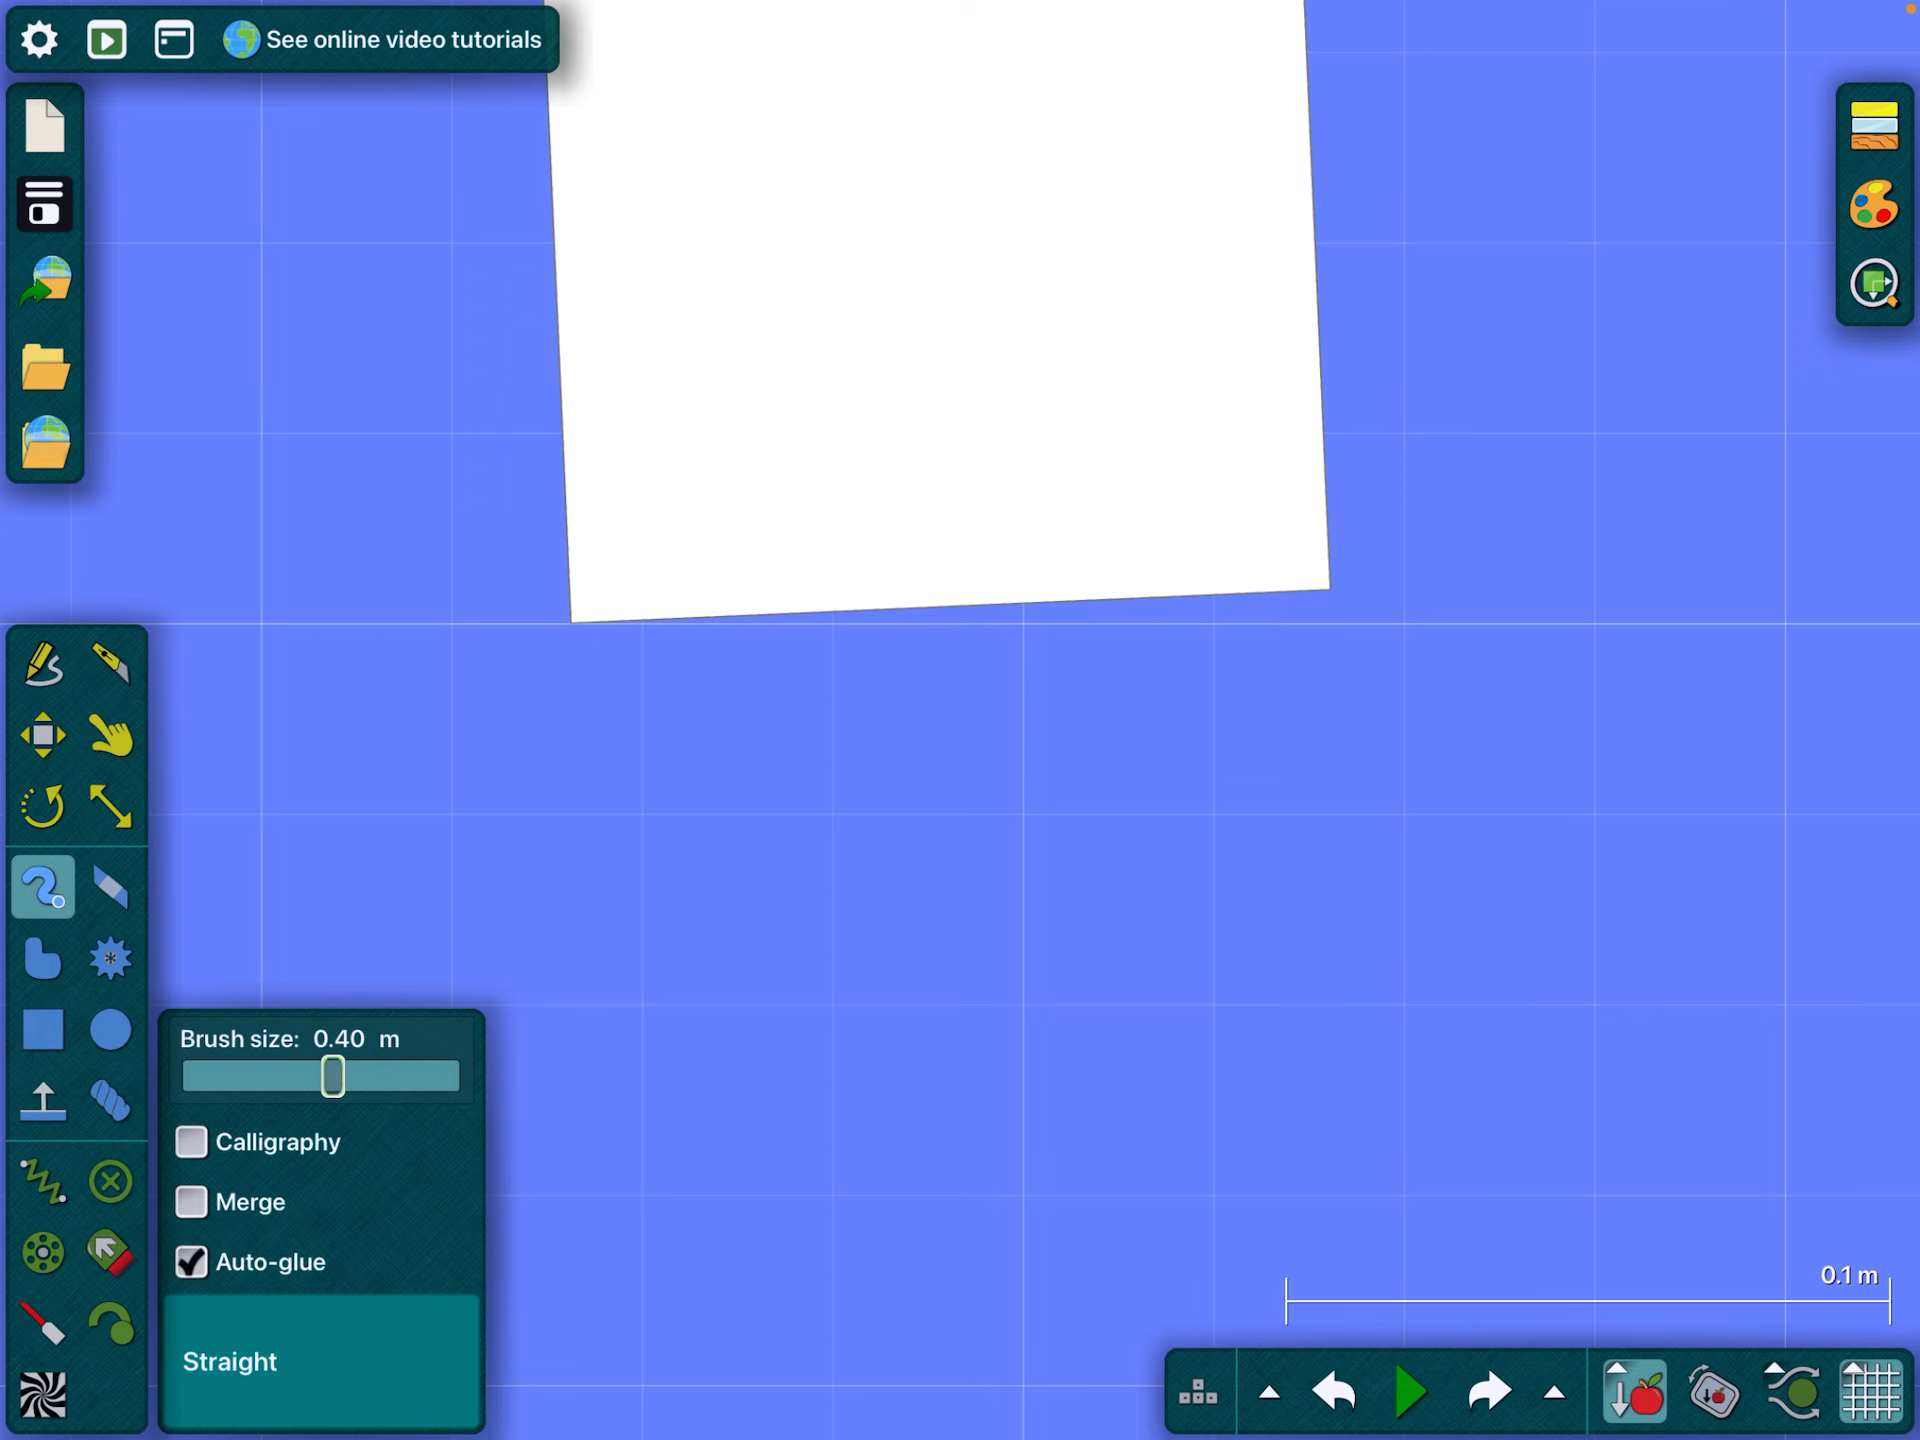 See online video tutorials
Brush size: 0.40 m
Calligraphy
Merge
Auto-glue
Straight
0.1 m